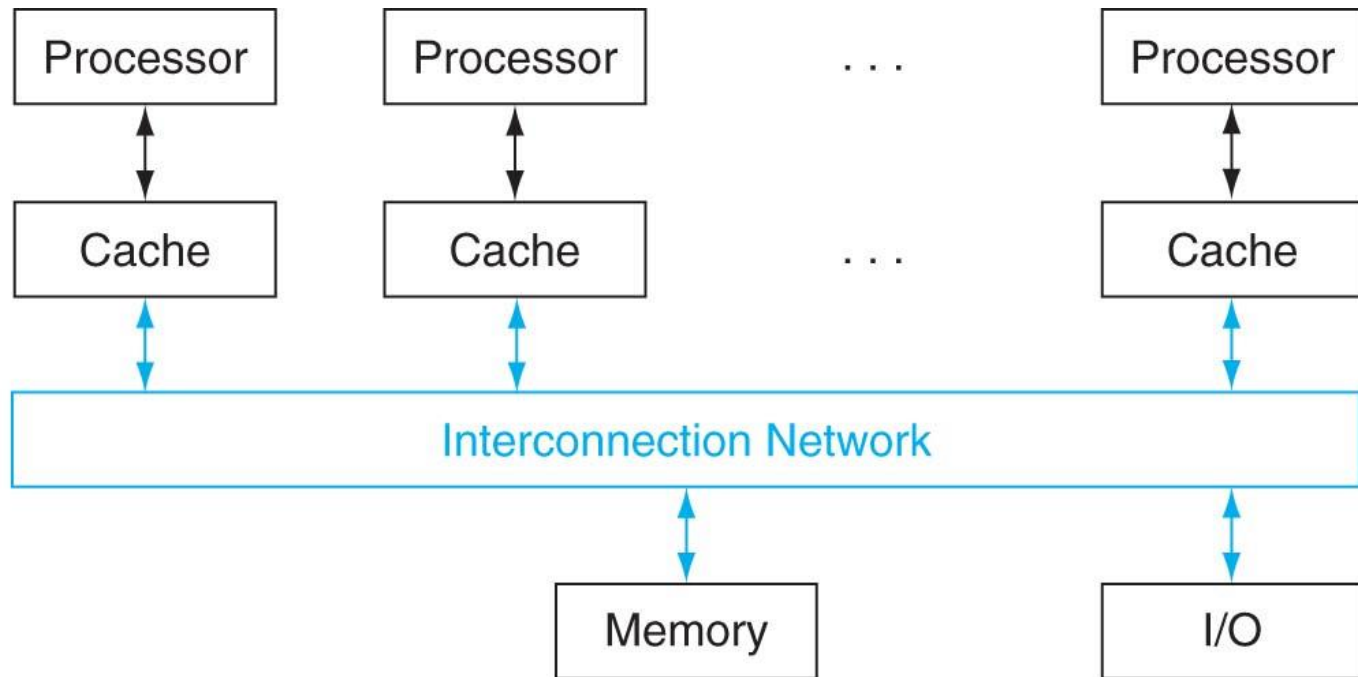 Processor Processor . . . Processor
Cache Cache . . . Cache
Interconnection Network
Memory I/O